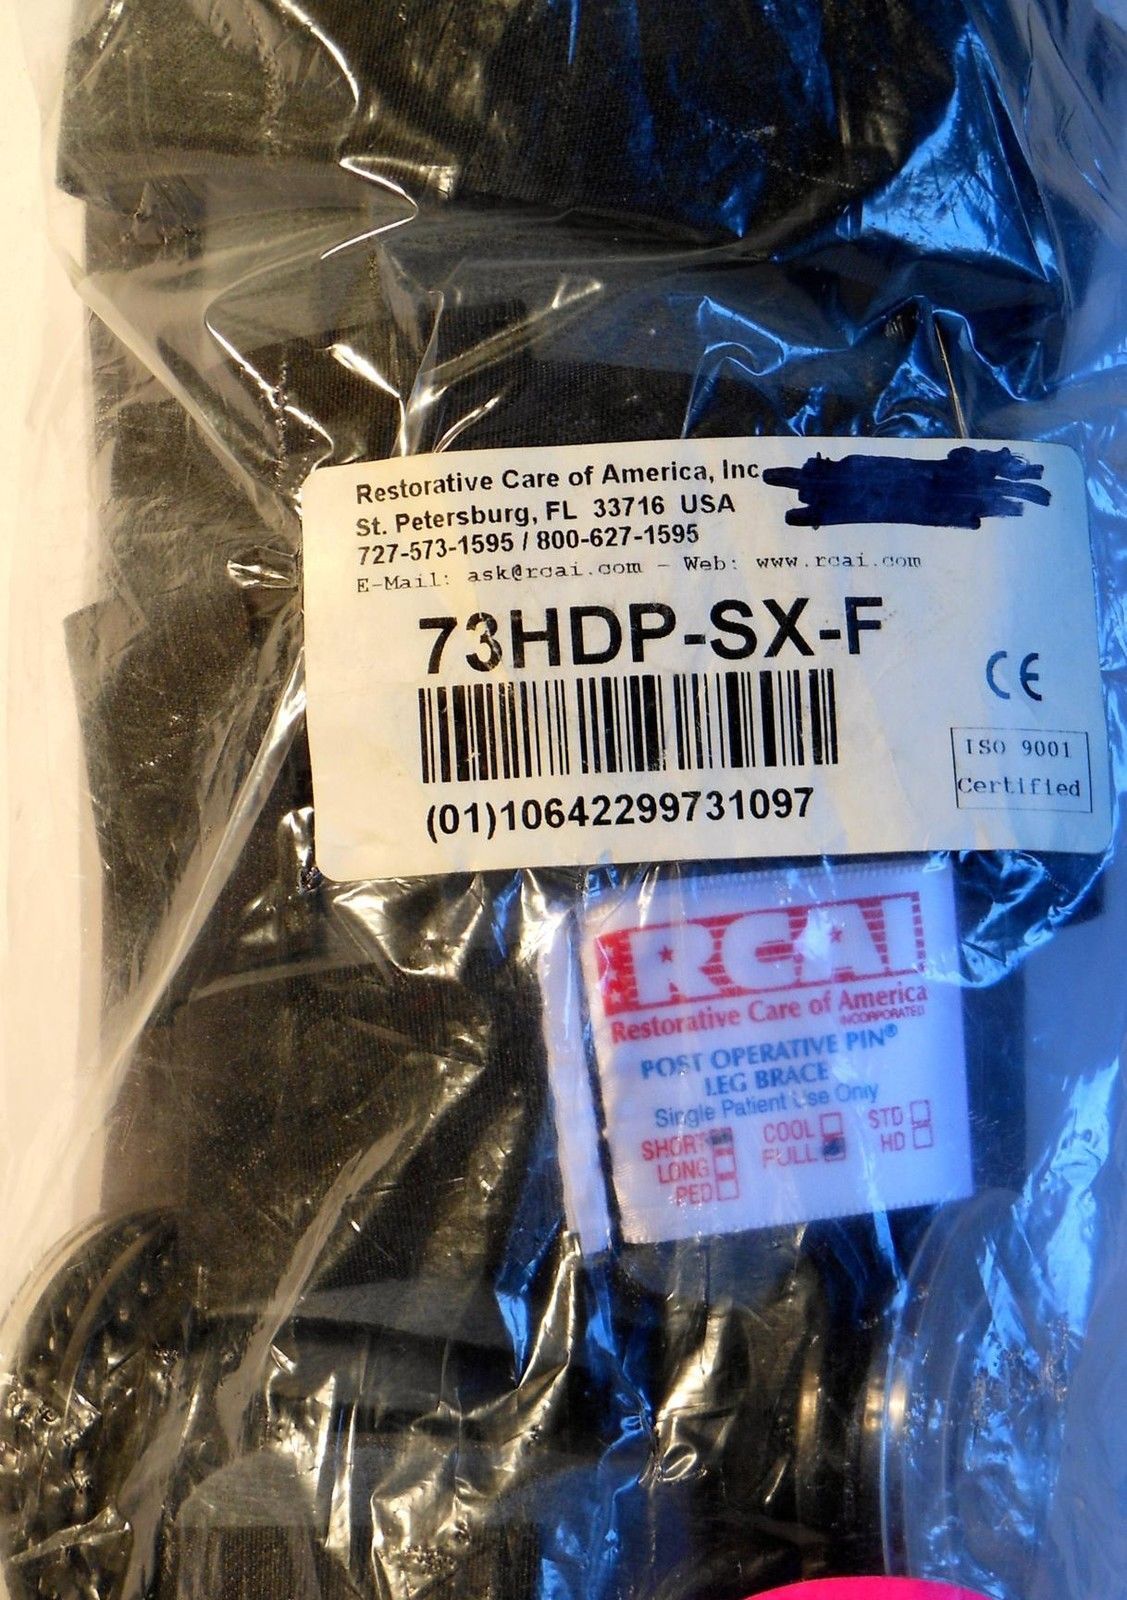 Restorative Care of America, Inc
St. Petersburg, FL 33716 USA
727-573-1595 / 800-627-1595
E-Mail: ask@rcai.com - Web: www.rcai.com
73HDP-SX-F
CE
ISO 9001
Certified
(01)10642299731097
RCAI
Restorative Care of America
INCORPORATED
POST OPERATIVE PIN®
LEG BRACE
Single Patient Use Only
SHORT COOL STD
LONG FULL HD
PED